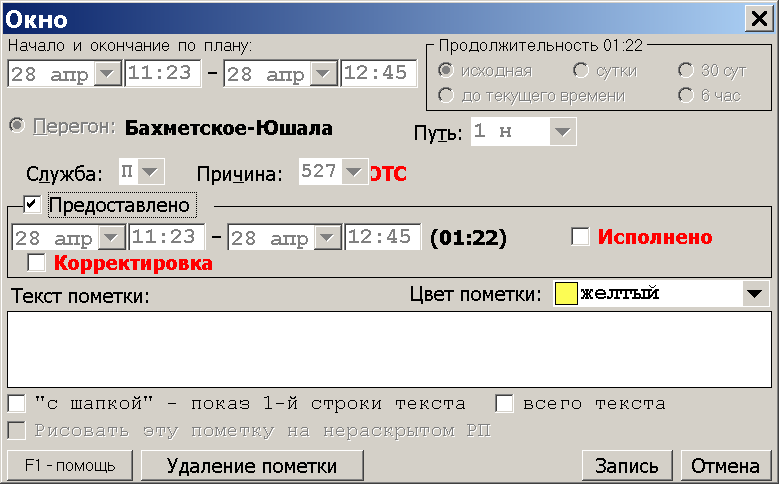 Окно
Начало и окончание по плану:
Продолжительность 01:22
28 апр 11:23 - 28 апр 12:45
исходная сутки 30 сут
до текущего времени 6 час
Перегон: Бахметское-Юшала Путь: 1 н
Служба: П Причина: 527 ОТС
Предоставлено
28 апр 11:23 - 28 апр 12:45 (01:22) Исполнено
Корректировка
Текст пометки: Цвет пометки: желтый
"с шапкой" - показ 1-й строки текста всего текста
Рисовать эту пометку на нераскрытом РП
F1 - помощь Удаление пометки Запись Отмена